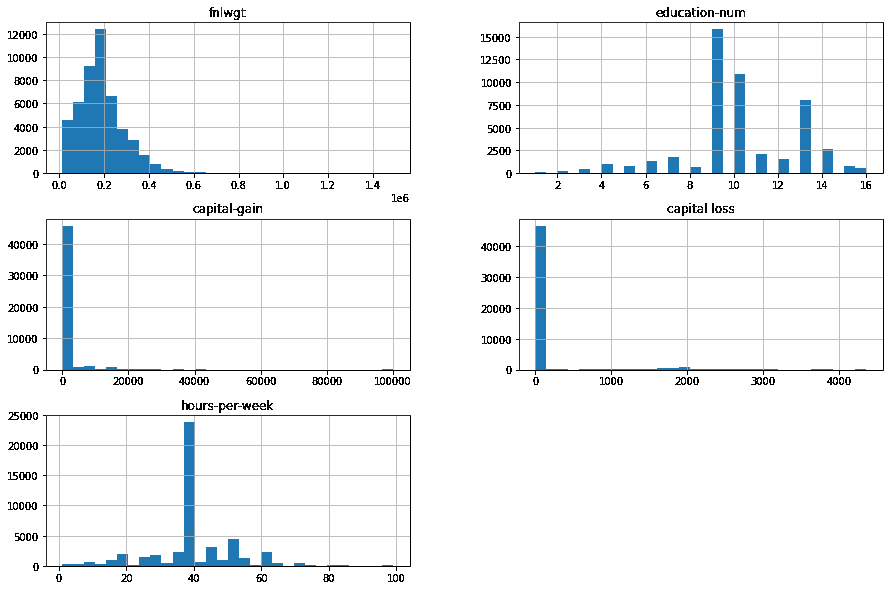 fnlwgt
12000
10000
8000
6000
4000
2000
0
0.0 0.2 0.4 0.6 0.8 1.0 1.2 1.4
1e6
education-num
15000
12500
10000
7500
5000
2500
0
2 4 6 8 10 12 14 16
capital-gain
40000
30000
20000
10000
0
0 20000 40000 60000 80000 100000
capital loss
40000
30000
20000
10000
0
0 1000 2000 3000 4000
hours-per-week
25000
20000
15000
10000
5000
0
0 20 40 60 80 100